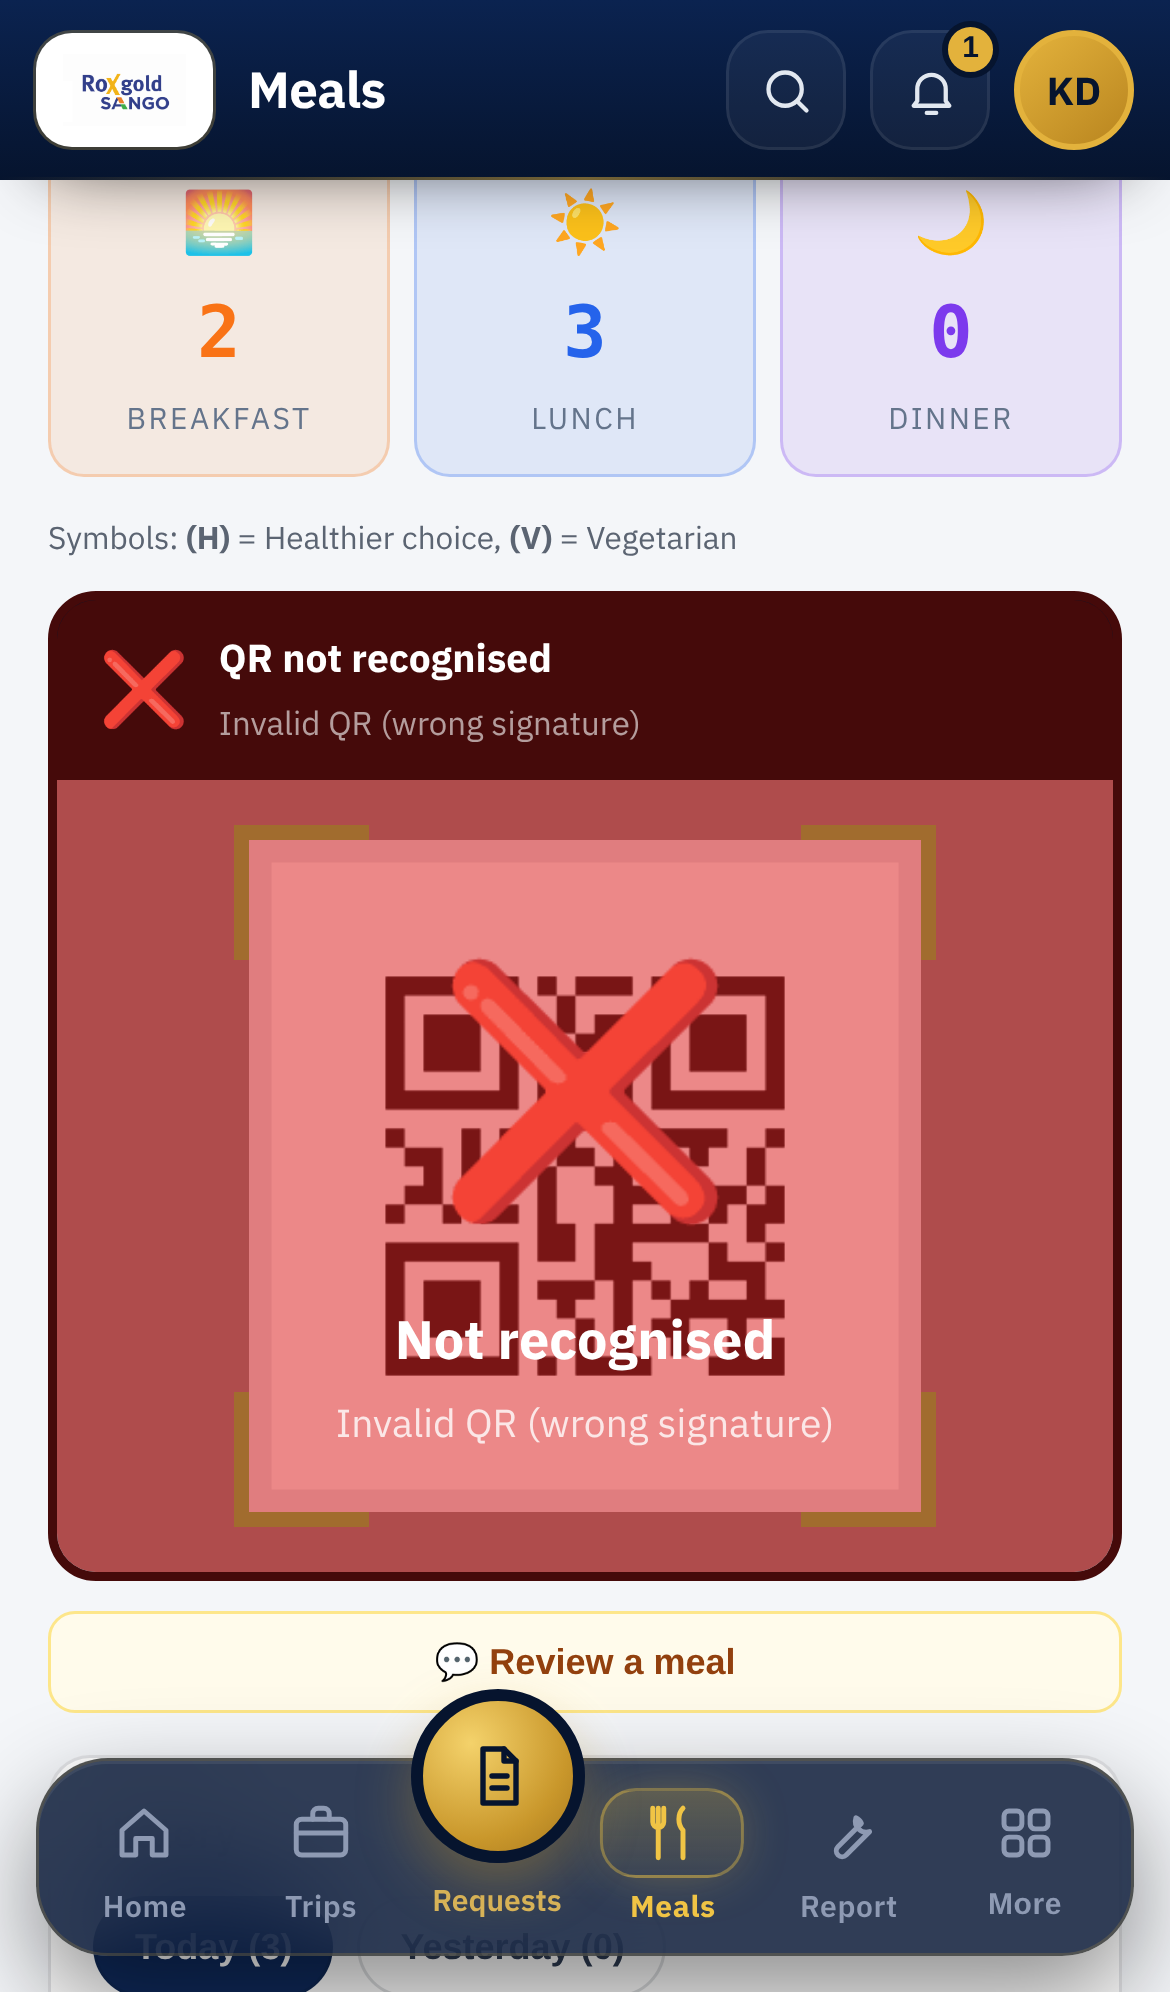 Roxgold
SANGO
Meals
1
KD
2
3
0
BREAKFAST
LUNCH
DINNER
Symbols: (H) = Healthier choice, (V) = Vegetarian
QR not recognised
Invalid QR (wrong signature)
Not recognised
Invalid QR (wrong signature)
💬 Review a meal
Home
Trips
Requests
Meals
Report
More
Today (3)
Yesterday (0)